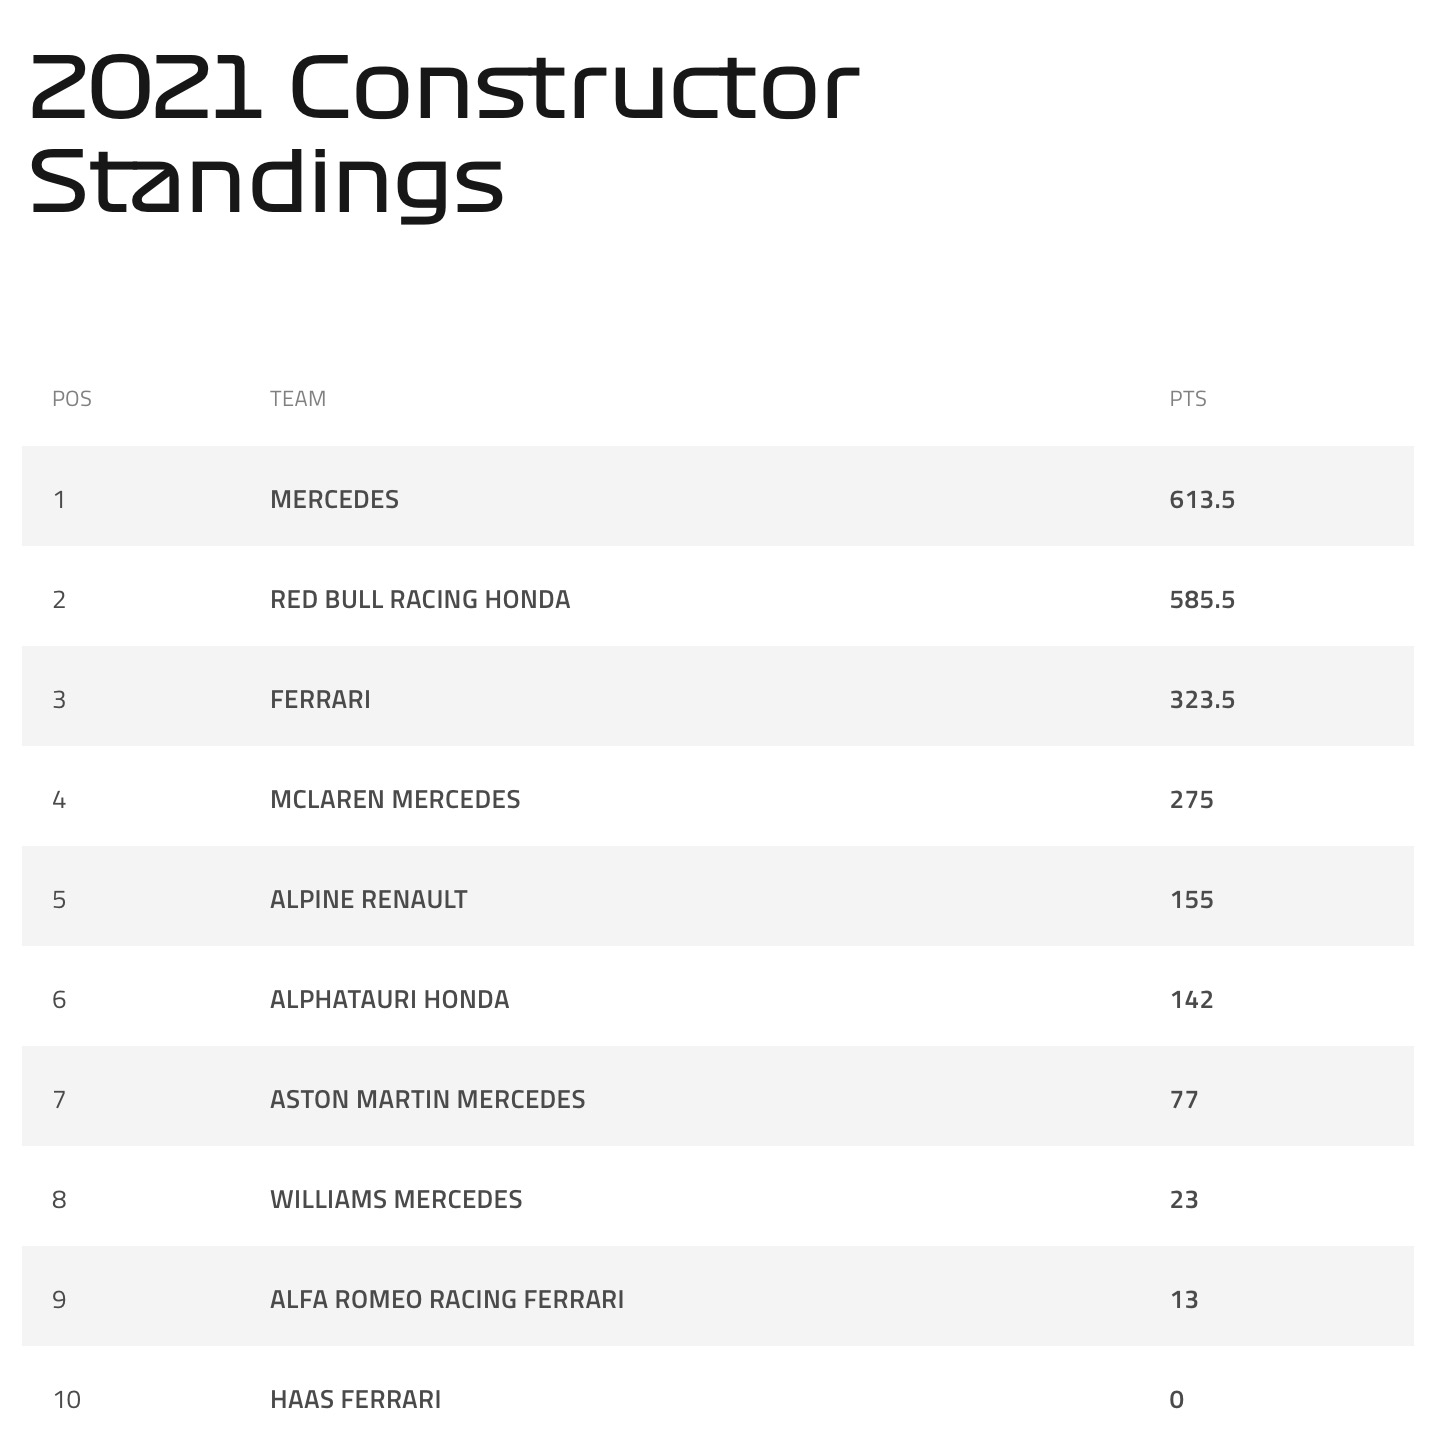 2021 Constructor
Standings
POS TEAM PTS
1 MERCEDES 613.5
2 RED BULL RACING HONDA 585.5
3 FERRARI 323.5
4 MCLAREN MERCEDES 275
5 ALPINE RENAULT 155
6 ALPHATAURI HONDA 142
7 ASTON MARTIN MERCEDES 77
8 WILLIAMS MERCEDES 23
9 ALFA ROMEO RACING FERRARI 13
10 HAAS FERRARI 0